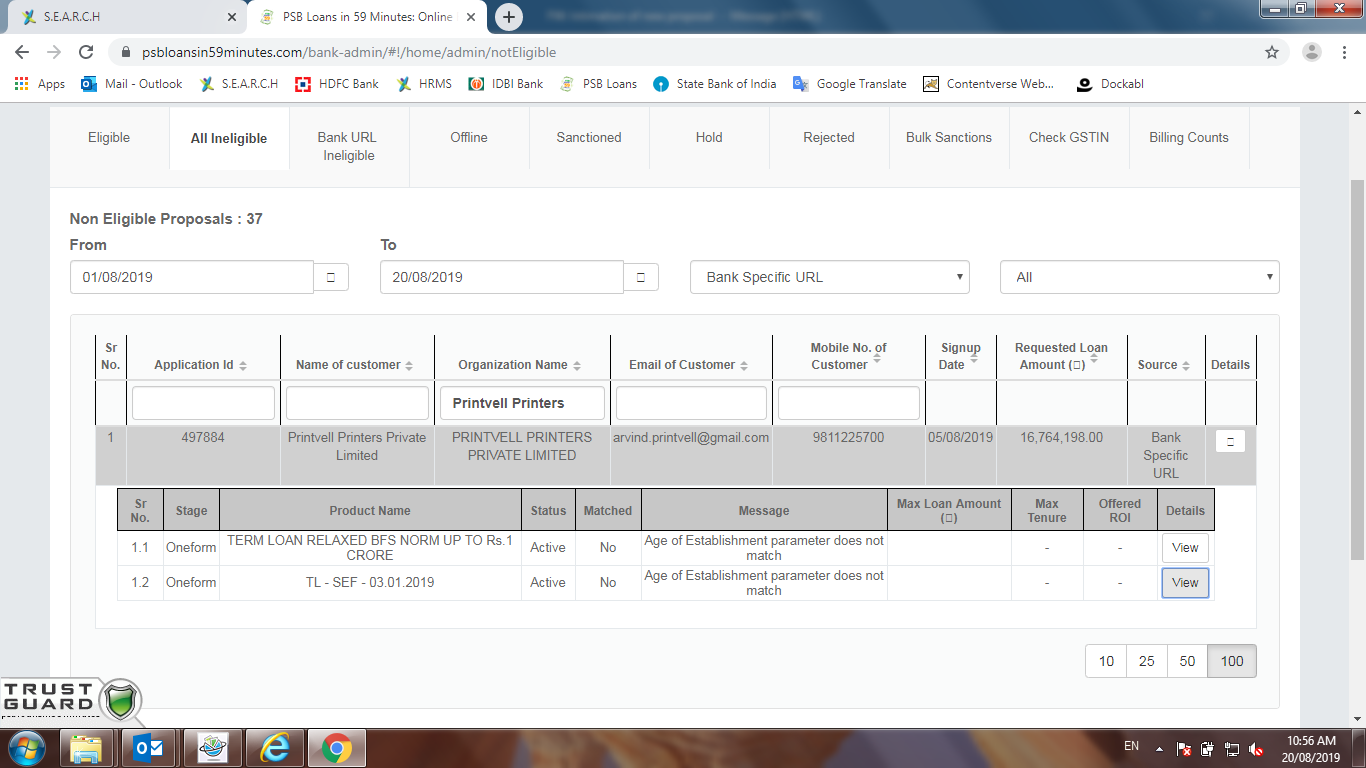 S.E.A.R.C.H
PSB Loans in 59 Minutes: Online
psbloansin59minutes.com/bank-admin/#!/home/admin/notEligible
Apps Mail - Outlook S.E.A.R.C.H HDFC Bank HRMS IDBI Bank PSB Loans State Bank of India Google Translate Contentverse Web... Dockabl
Eligible
All Ineligible
Bank URL
Ineligible
Offline
Sanctioned
Hold
Rejected
Bulk Sanctions
Check GSTIN
Billing Counts
Non Eligible Proposals : 37
From
To
01/08/2019
20/08/2019
Bank Specific URL
All
Sr
No.
Application Id
Name of customer
Organization Name
Email of Customer
Mobile No. of
Customer
Signup
Date
Requested Loan
Amount ()
Source
Details
Printvell Printers
1
497884
Printvell Printers Private
Limited
PRINTVELL PRINTERS
PRIVATE LIMITED
arvind.printvell@gmail.com
9811225700
05/08/2019
16,764,198.00
Bank
Specific
URL
Sr
No.
Stage
Product Name
Status
Matched
Message
Max Loan Amount
()
Max
Tenure
Offered
ROI
Details
1.1
Oneform
TERM LOAN RELAXED BFS NORM UP TO Rs.1
CRORE
Active
No
Age of Establishment parameter does not
match
-
-
View
1.2
Oneform
TL - SEF - 03.01.2019
Active
No
Age of Establishment parameter does not
match
-
-
View
10 25 50 100
TRUST
GUARD
EN
10:56 AM
20/08/2019